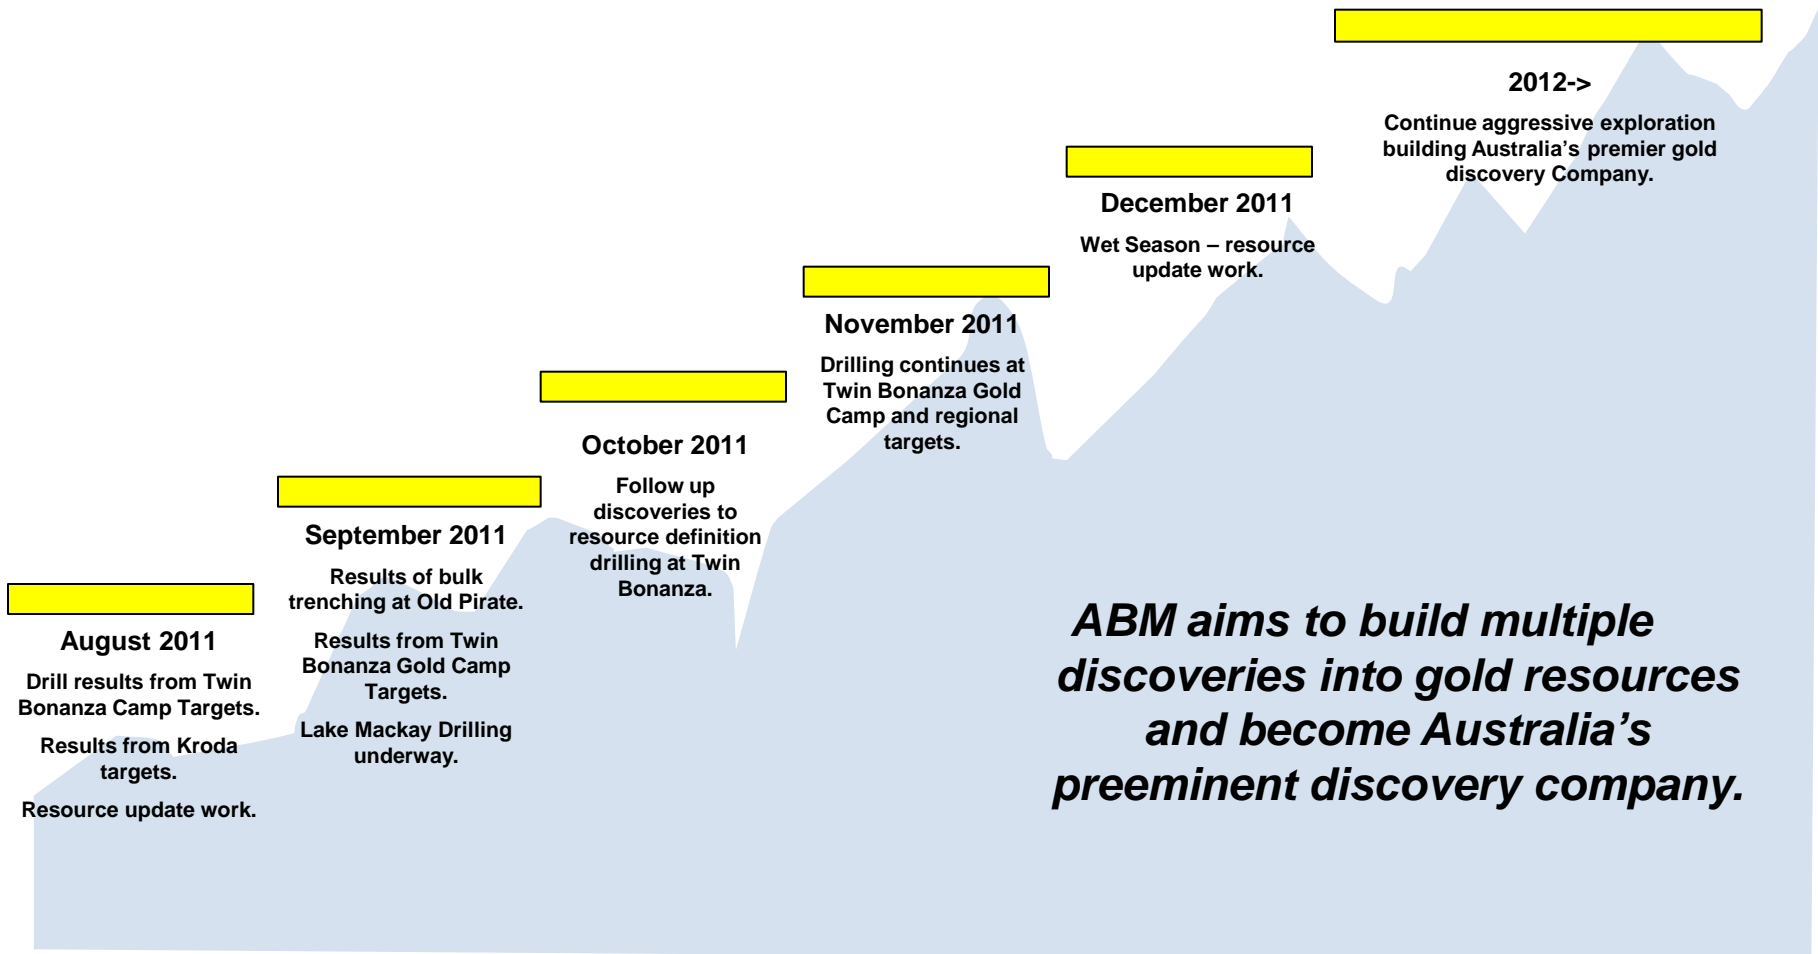 August 2011
Drill results from Twin
Bonanza Camp Targets.
Results from Kroda
targets.
Resource update work.
September 2011
Results of bulk
trenching at Old Pirate.
Results from Twin
Bonanza Gold Camp
Targets.
Lake Mackay Drilling
underway.
October 2011
Follow up
discoveries to
resource definition
drilling at Twin
Bonanza.
November 2011
Drilling continues at
Twin Bonanza Gold
Camp and regional
targets.
December 2011
Wet Season – resource
update work.
2012->
Continue aggressive exploration
building Australia’s premier gold
discovery Company.
ABM aims to build multiple
discoveries into gold resources
and become Australia’s
preeminent discovery company.